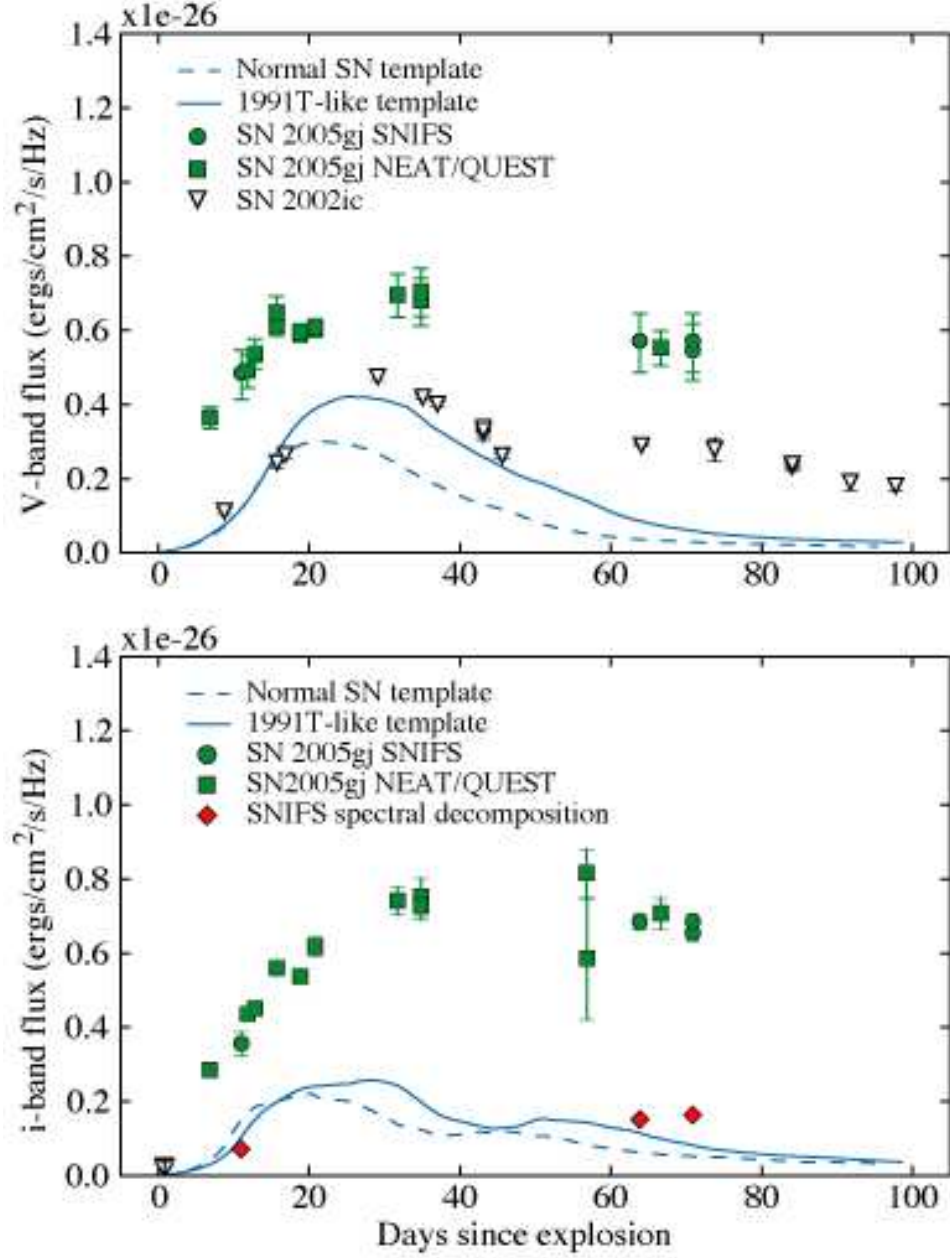 x1e-26
1.4
1.2
1.0
0.8
0.6
0.4
0.2
0.0
V-band flux (ergs/cm²/s/Hz)
Normal SN template
1991T-like template
SN 2005gj SNIFS
SN 2005gj NEAT/QUEST
SN 2002ic
0 20 40 60 80 100
x1e-26
1.4
1.2
1.0
0.8
0.6
0.4
0.2
0.0
i-band flux (ergs/cm²/s/Hz)
Normal SN template
1991T-like template
SN 2005gj SNIFS
SN2005gj NEAT/QUEST
SNIFS spectral decomposition
0 20 40 60 80 100
Days since explosion